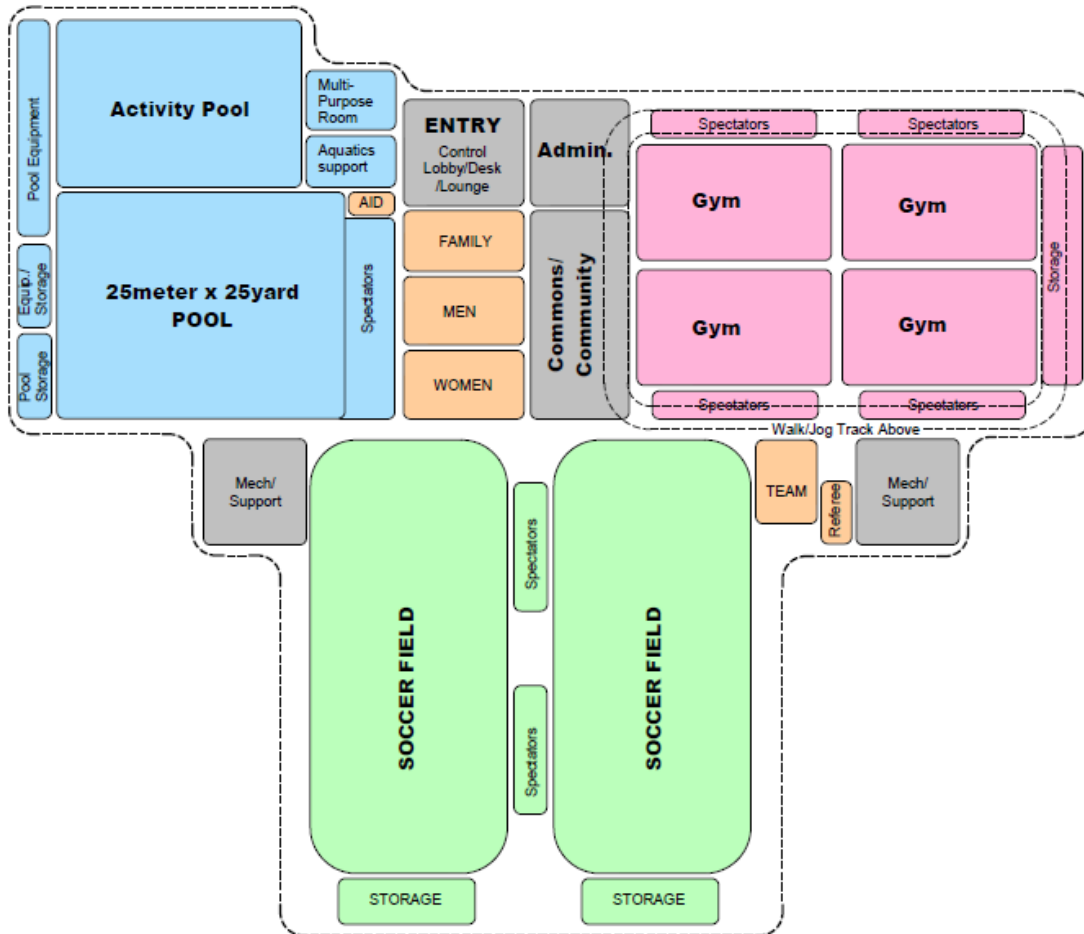 Pool Equipment
Activity Pool
Multi-
Purpose
Room
Aquatics
support
ENTRY
Control
Lobby/Desk
/Lounge
Admin.
Spectators
Spectators
Gym
Gym
Storage
AID
FAMILY
Equip./
Storage
25meter x 25yard
POOL
Spectators
MEN
Commons/
Community
Gym
Gym
Pool
Storage
WOMEN
Spectators
Spectators
Walk/Jog Track Above
Mech/
Support
TEAM
Referee
Mech/
Support
SOCCER FIELD
Spectators
Spectators
SOCCER FIELD
STORAGE
STORAGE